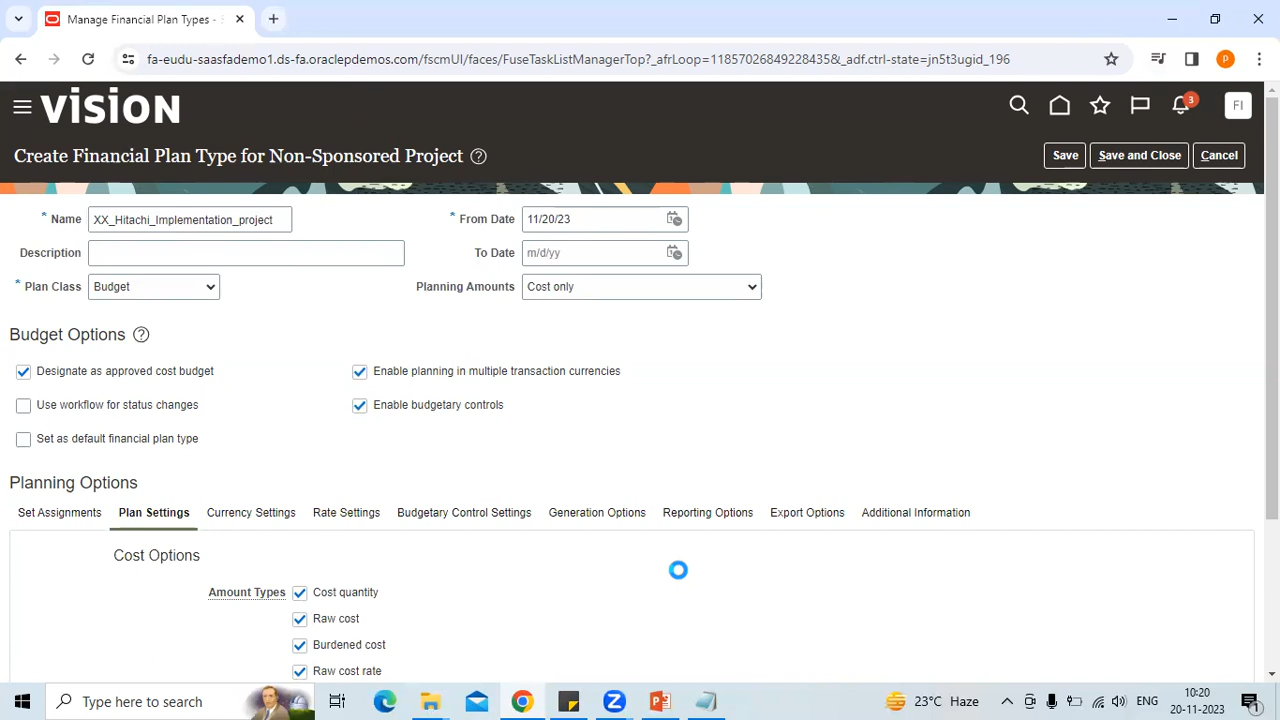 Manage Financial Plan Types - S
fa-eudu-saasfademo1.ds-fa.oraclepdemos.com/fscmUI/faces/FuseTaskListManagerTop?_afrLoop=11857026849228435&_adf.ctrl-state=jn5t3ugid_196
P
VISION
3
FI
Create Financial Plan Type for Non-Sponsored Project ?
Save
Save and Close
Cancel
* Name XX_Hitachi_Implementation_project
* From Date 11/20/23
Description
To Date m/d/yy
* Plan Class Budget
Planning Amounts Cost only
Budget Options ?
Designate as approved cost budget
Enable planning in multiple transaction currencies
Use workflow for status changes
Enable budgetary controls
Set as default financial plan type
Planning Options
Set Assignments Plan Settings Currency Settings Rate Settings Budgetary Control Settings Generation Options Reporting Options Export Options Additional Information
Cost Options
Amount Types Cost quantity
Raw cost
Burdened cost
Raw cost rate
Type here to search
23°C Haze
ENG
10:20
20-11-2023
1